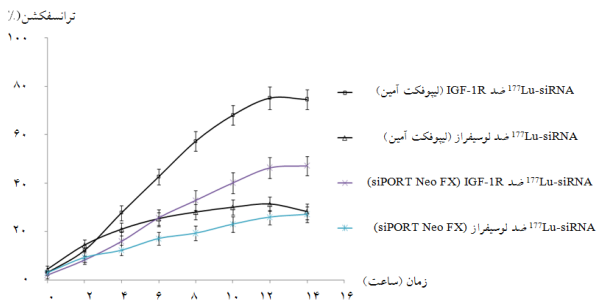 ترانسفکشن(٪)
۱۰۰
۸۰
۶۰
۴۰
۲۰
۰
۰ ۲ ۴ ۶ ۸ ۱۰ ۱۲ ۱۴ ۱۶
زمان (ساعت)
¹⁷⁷Lu-siRNA ضد IGF-1R (لیپوفکت آمین)
¹⁷⁷Lu-siRNA ضد لوسیفراز (لیپوفکت آمین)
¹⁷⁷Lu-siRNA ضد IGF-1R (siPORT Neo FX)
¹⁷⁷Lu-siRNA ضد لوسیفراز (siPORT Neo FX)